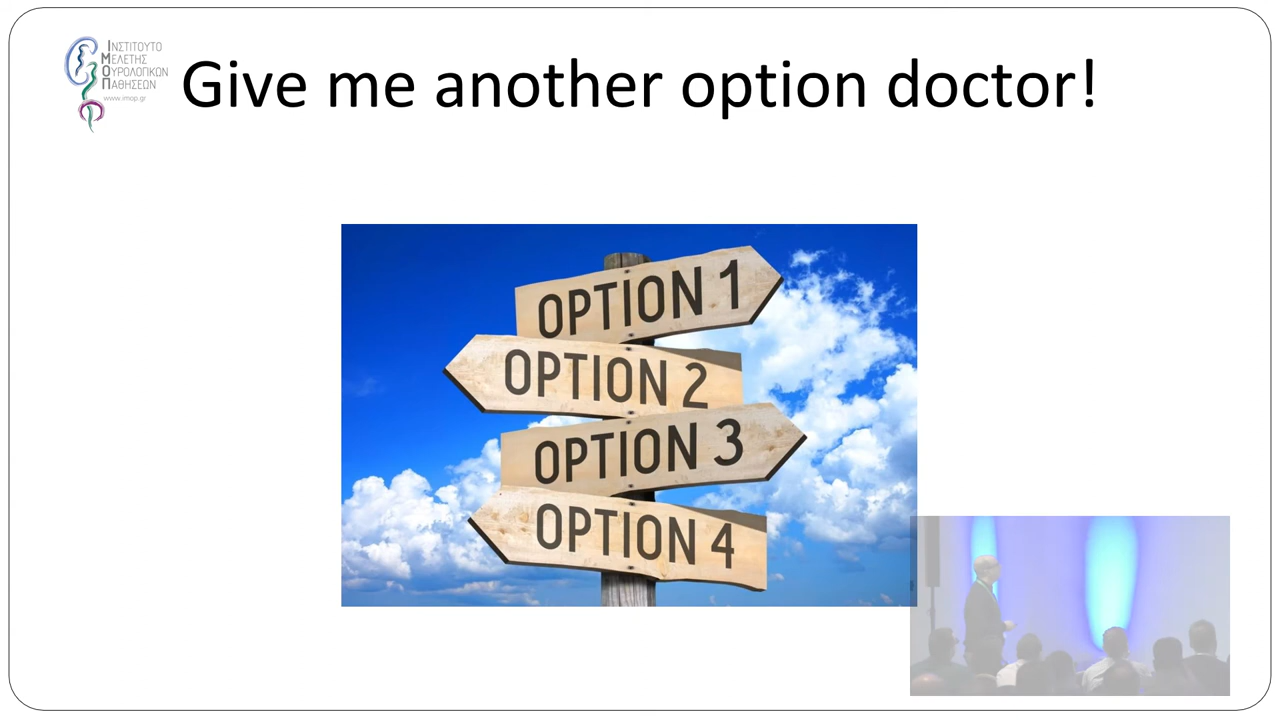 ΙΝΣΤΙΤΟΥΤΟ
ΜΕΛΕΤΗΣ
ΟΥΡΟΛΟΓΙΚΩΝ
ΠΑΘΗΣΕΩΝ
www.imop.gr
Give me another option doctor!
OPTION 1
OPTION 2
OPTION 3
OPTION 4